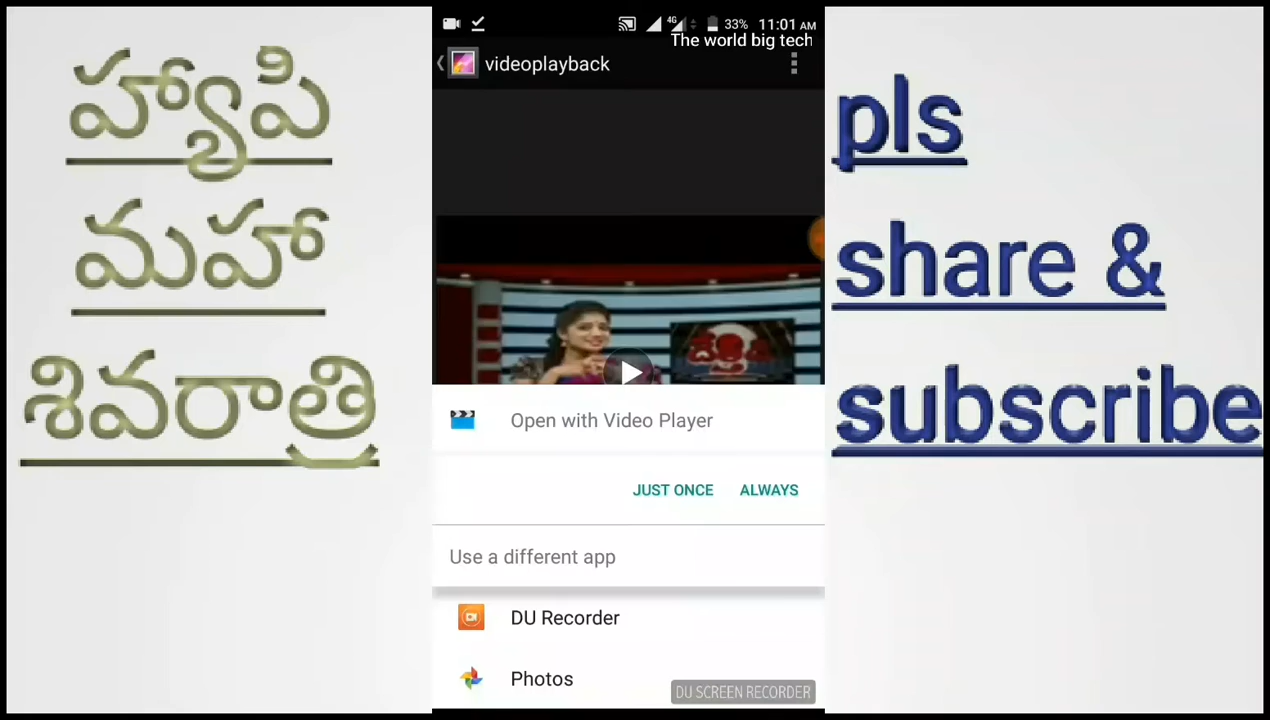 హ్యాపి
మహా
శివరాత్రి
33% 11:01 AM
The world big tech
videoplayback
Open with Video Player
JUST ONCE ALWAYS
Use a different app
DU Recorder
Photos
DU SCREEN RECORDER
pls
share &
subscribe